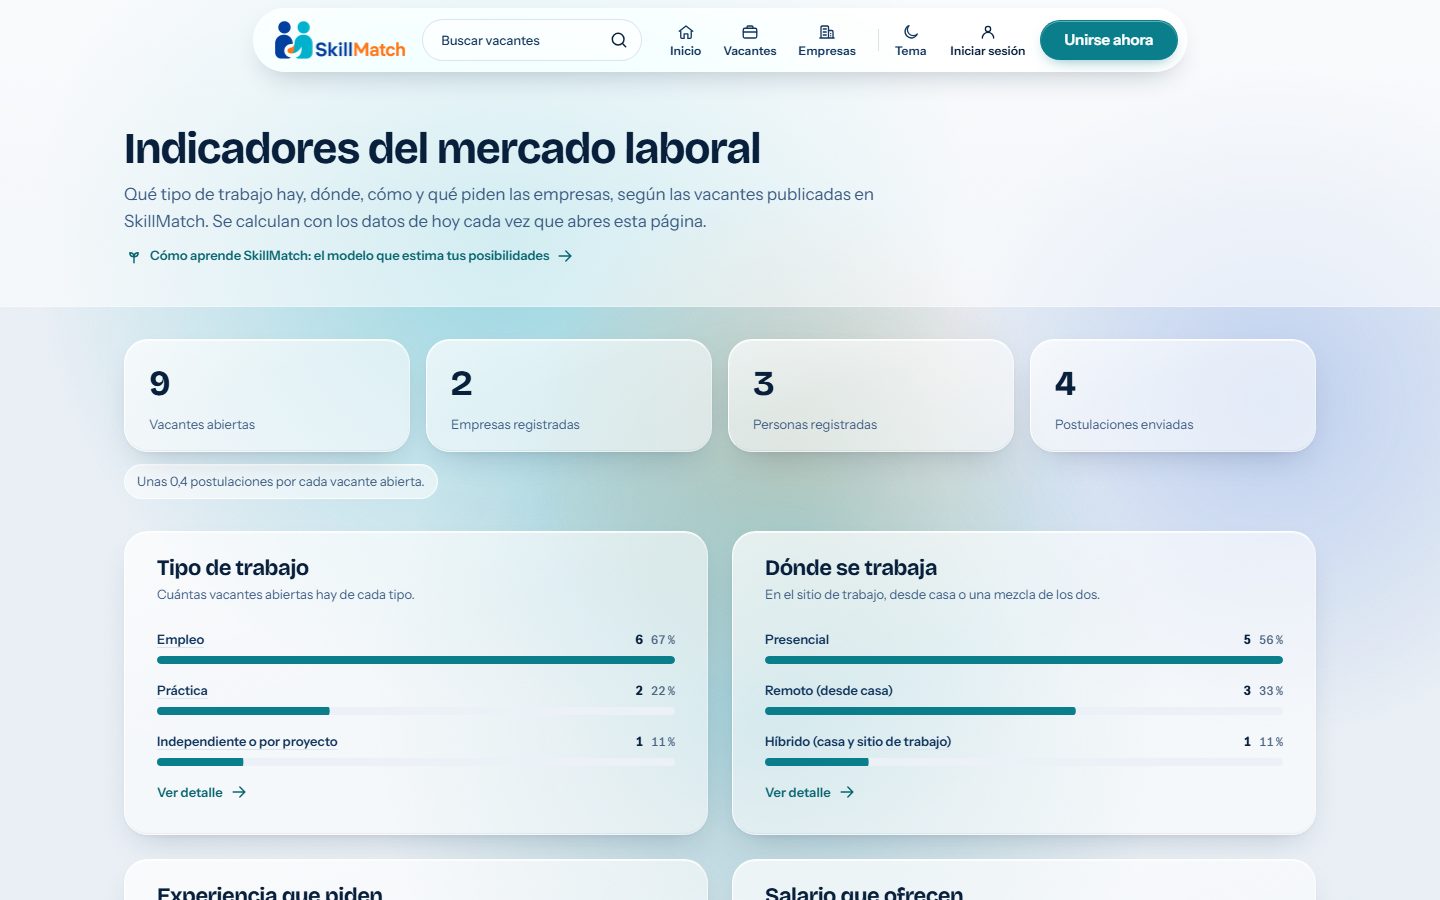 SkillMatch
Buscar vacantes
Inicio
Vacantes
Empresas
Tema
Iniciar sesión
Unirse ahora
Indicadores del mercado laboral
Qué tipo de trabajo hay, dónde, cómo y qué piden las empresas, según las vacantes publicadas en
SkillMatch. Se calculan con los datos de hoy cada vez que abres esta página.
Cómo aprende SkillMatch: el modelo que estima tus posibilidades
9
Vacantes abiertas
2
Empresas registradas
3
Personas registradas
4
Postulaciones enviadas
Unas 0,4 postulaciones por cada vacante abierta.
Tipo de trabajo
Cuántas vacantes abiertas hay de cada tipo.
Empleo 6 67 %
Práctica 2 22 %
Independiente o por proyecto 1 11 %
Ver detalle
Dónde se trabaja
En el sitio de trabajo, desde casa o una mezcla de los dos.
Presencial 5 56 %
Remoto (desde casa) 3 33 %
Híbrido (casa y sitio de trabajo) 1 11 %
Ver detalle
Experiencia que piden
Salario que ofrecen